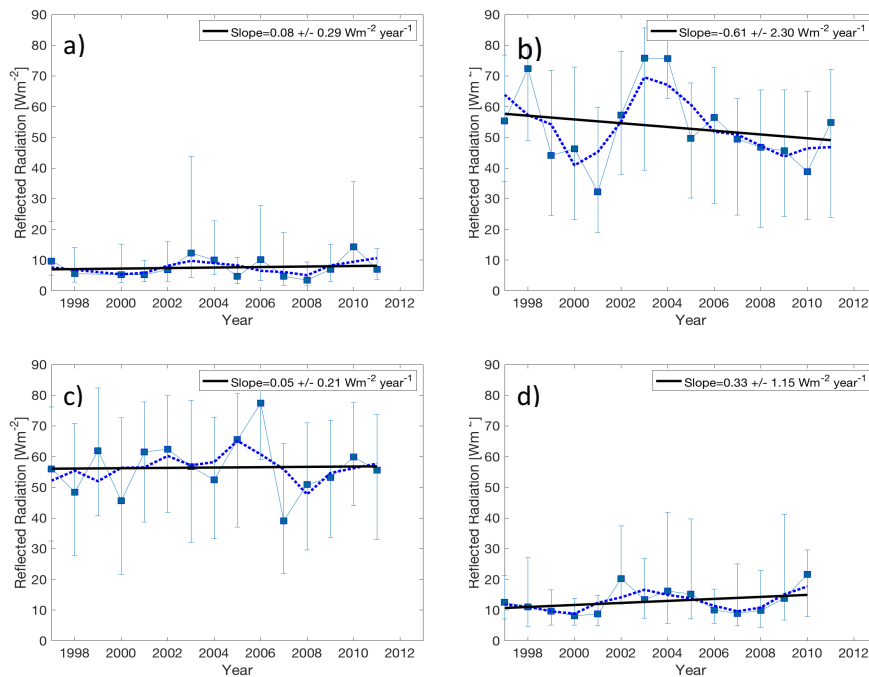 a)
Slope=0.08 +/- 0.29 Wm-2 year-1
Reflected Radiation [Wm-2]
90
80
70
60
50
40
30
20
10
0
1998 2000 2002 2004 2006 2008 2010 2012
Year
b)
Slope=-0.61 +/- 2.30 Wm-2 year-1
Reflected Radiation [Wm-2]
90
80
70
60
50
40
30
20
10
0
1998 2000 2002 2004 2006 2008 2010 2012
Year
c)
Slope=0.05 +/- 0.21 Wm-2 year-1
Reflected Radiation [Wm-2]
90
80
70
60
50
40
30
20
10
0
1998 2000 2002 2004 2006 2008 2010 2012
Year
d)
Slope=0.33 +/- 1.15 Wm-2 year-1
Reflected Radiation [Wm-2]
90
80
70
60
50
40
30
20
10
0
1998 2000 2002 2004 2006 2008 2010 2012
Year